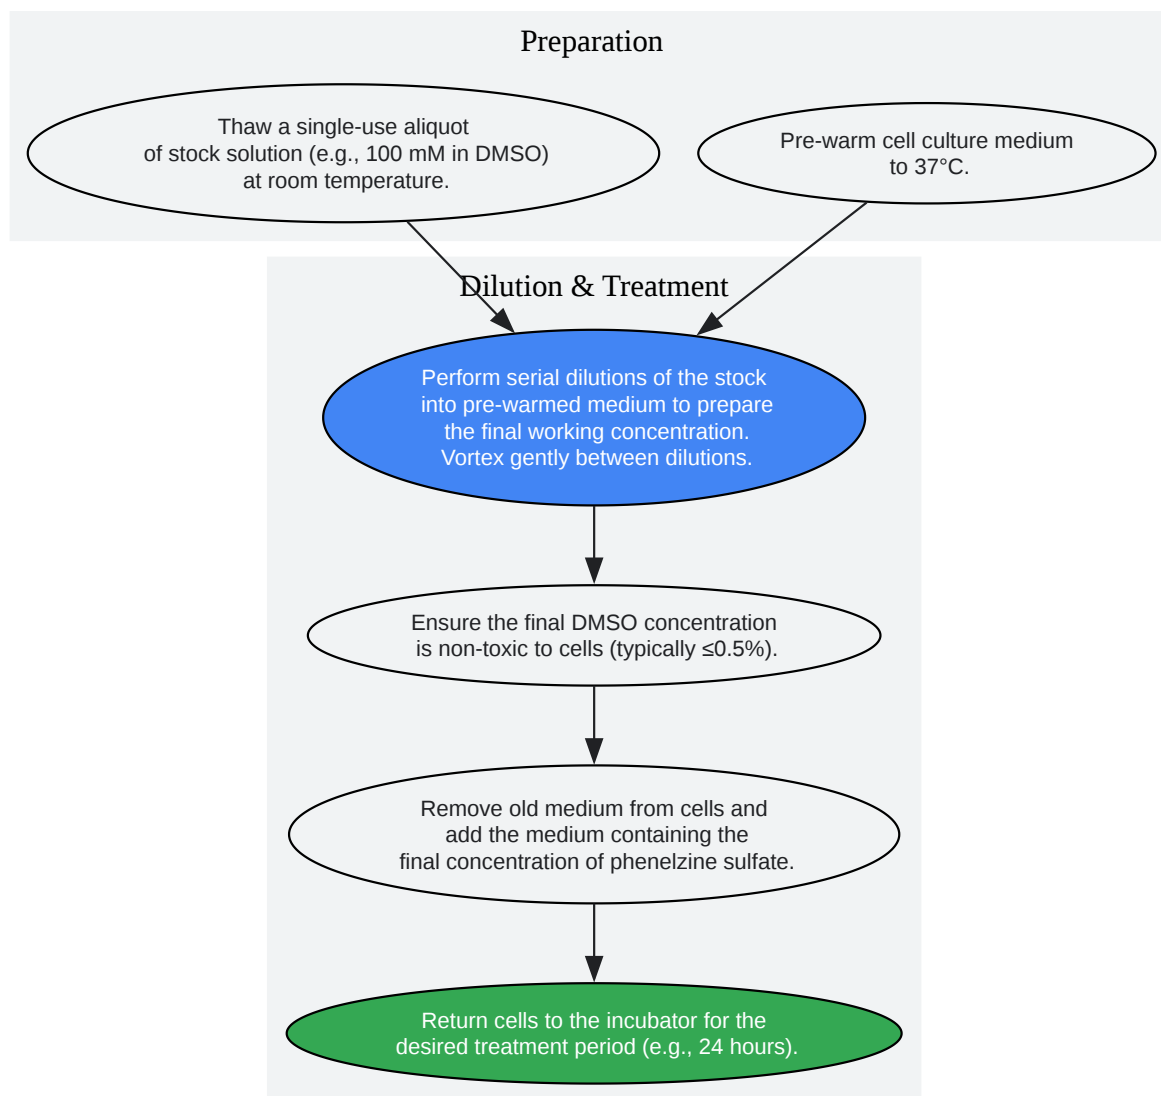 Preparation
Thaw a single-use aliquot
of stock solution (e.g., 100 mM in DMSO)
at room temperature.
Pre-warm cell culture medium
to 37°C.
Dilution & Treatment
Perform serial dilutions of the stock
into pre-warmed medium to prepare
the final working concentration.
Vortex gently between dilutions.
Ensure the final DMSO concentration
is non-toxic to cells (typically ≤0.5%).
Remove old medium from cells and
add the medium containing the
final concentration of phenelzine sulfate.
Return cells to the incubator for the
desired treatment period (e.g., 24 hours).